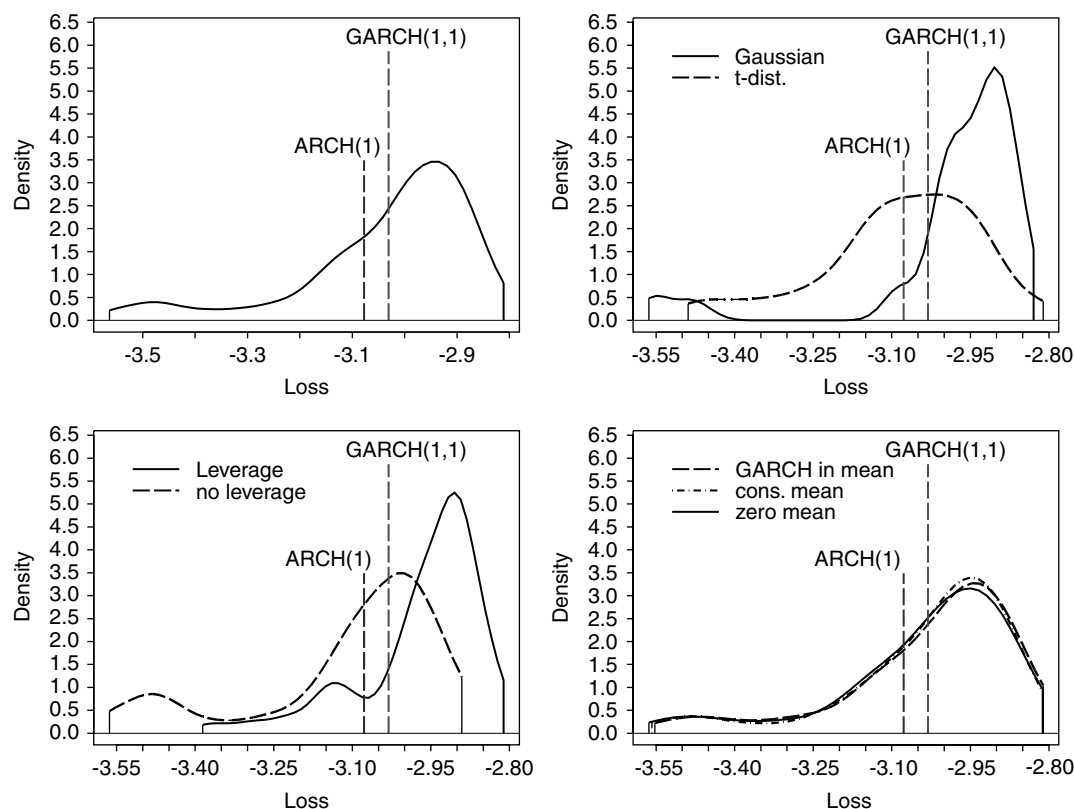 6.5
6.0
5.5
5.0
4.5
4.0
3.5
3.0
2.5
2.0
1.5
1.0
0.5
0.0
Density
GARCH(1,1)
ARCH(1)
-3.5 -3.3 -3.1 -2.9
Loss
6.5
6.0
5.5
5.0
4.5
4.0
3.5
3.0
2.5
2.0
1.5
1.0
0.5
0.0
Density
GARCH(1,1)
Gaussian
t-dist.
ARCH(1)
-3.55 -3.40 -3.25 -3.10 -2.95 -2.80
Loss
6.5
6.0
5.5
5.0
4.5
4.0
3.5
3.0
2.5
2.0
1.5
1.0
0.5
0.0
Density
GARCH(1,1)
Leverage
no leverage
ARCH(1)
-3.55 -3.40 -3.25 -3.10 -2.95 -2.80
Loss
6.5
6.0
5.5
5.0
4.5
4.0
3.5
3.0
2.5
2.0
1.5
1.0
0.5
0.0
Density
GARCH(1,1)
GARCH in mean
cons. mean
zero mean
ARCH(1)
-3.55 -3.40 -3.25 -3.10 -2.95 -2.80
Loss